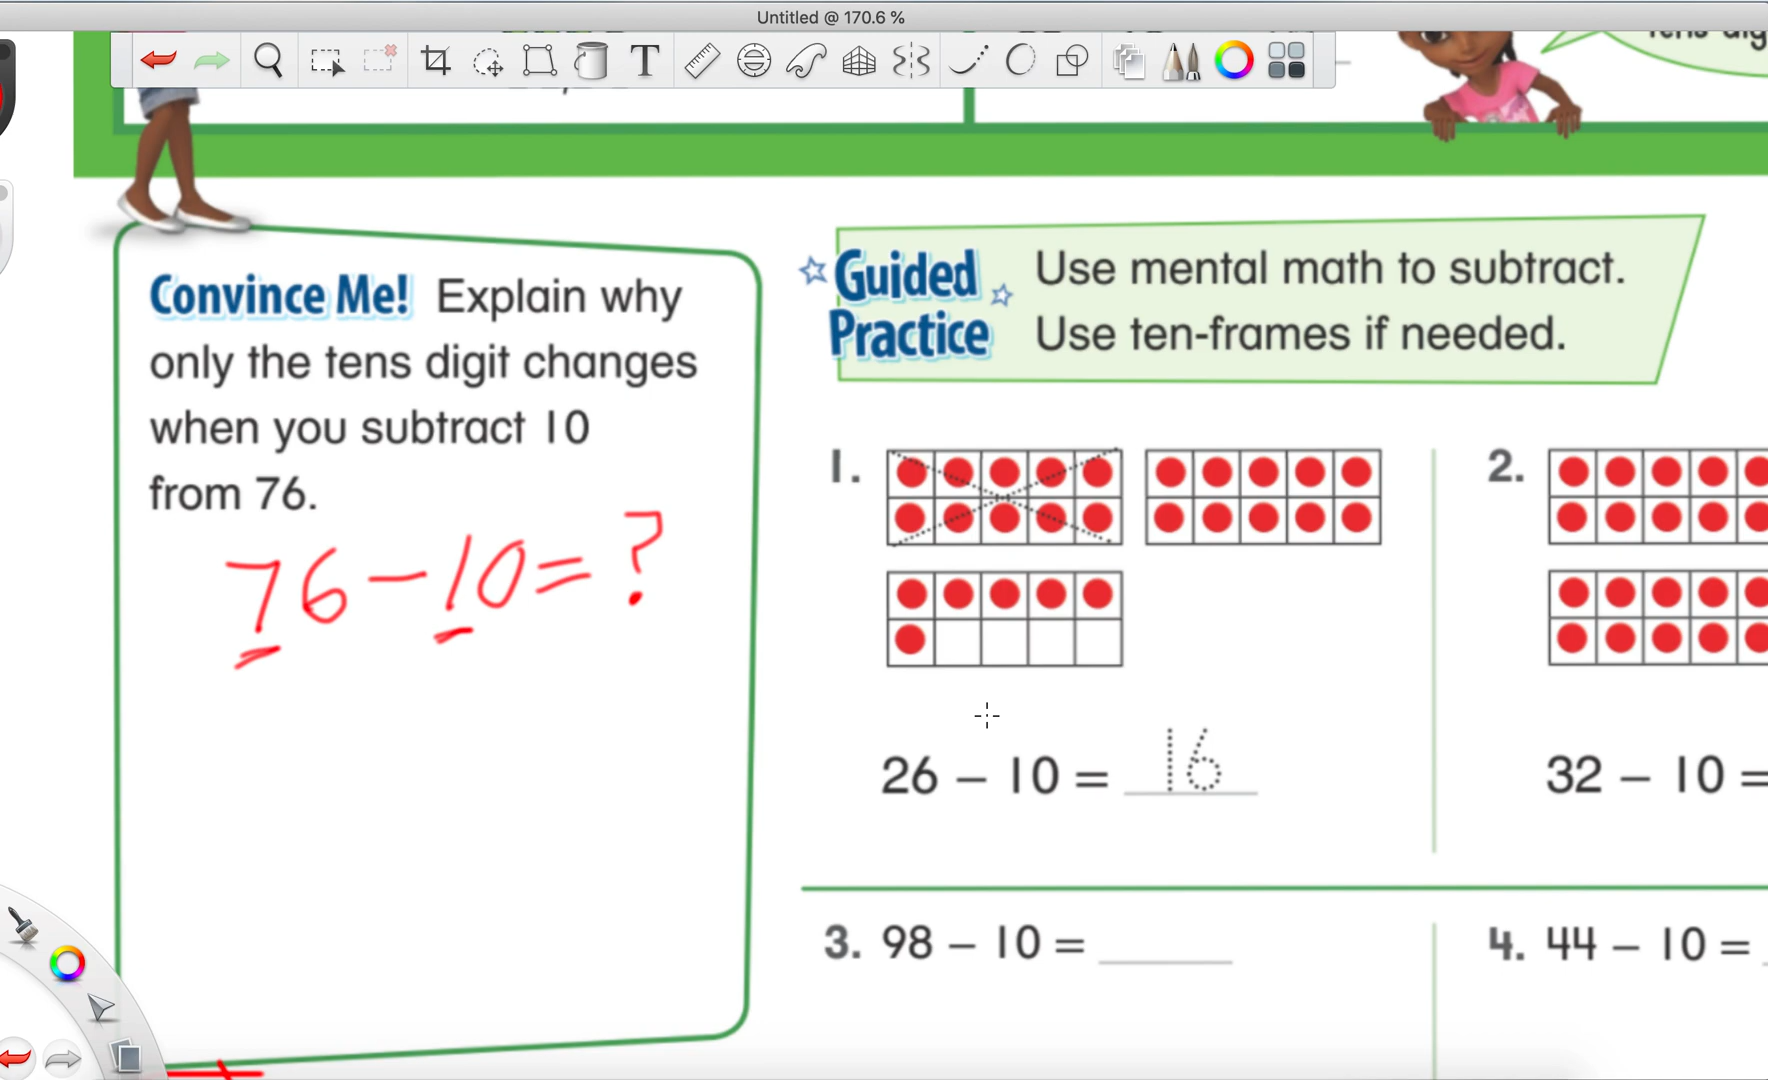 Untitled @ 170.6 %
Convince Me! Explain why
only the tens digit changes
when you subtract 10
from 76.
76-10=?
Guided Practice
Use mental math to subtract.
Use ten-frames if needed.
1.
26 – 10 = 16
2.
32 – 10 =
3. 98 – 10 =
4. 44 – 10 =